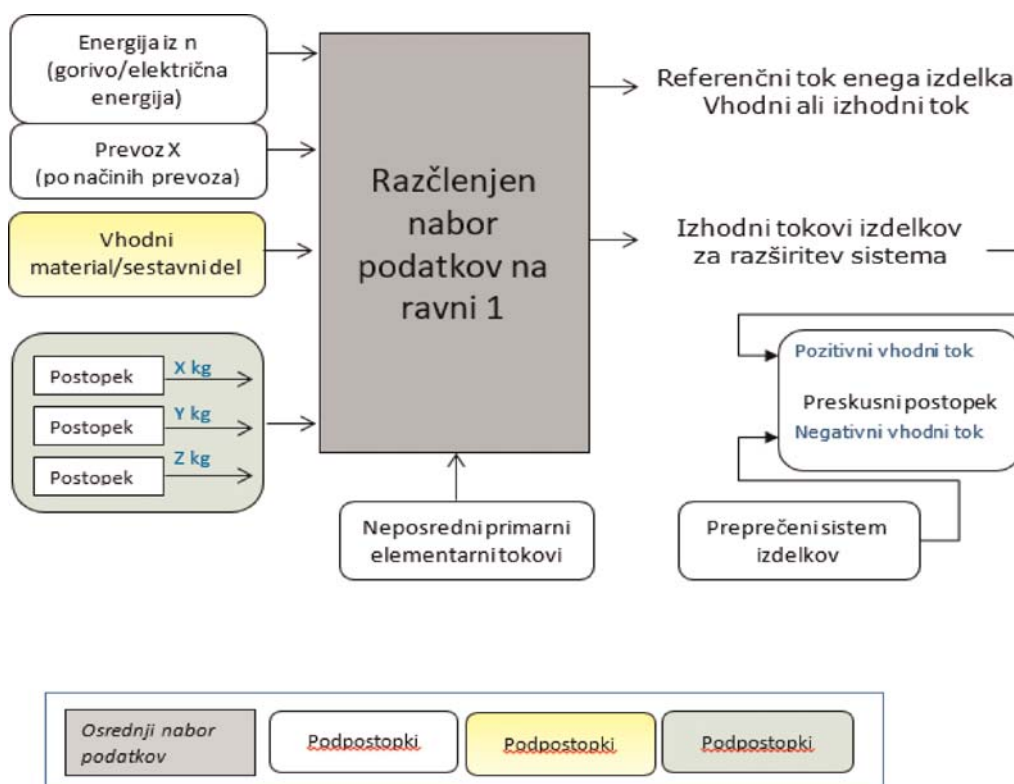 Energija iz n
(gorivo/električna
energija)
Prevoz X
(po načinih prevoza)
Vhodni
material/sestavni del
Postopek
X kg
Postopek
Y kg
Postopek
Z kg
Razčlenjen
nabor
podatkov na
ravni 1
Neposredni primarni
elementarni tokovi
Referenčni tok enega izdelka
Vhodni ali izhodni tok
Izhodni tokovi izdelkov
za razširitev sistema
Pozitivni vhodni tok
Preskusni postopek
Negativni vhodni tok
Preprečeni sistem
izdelkov
Osrednji nabor
podatkov
Podpostopki
Podpostopki
Podpostopki